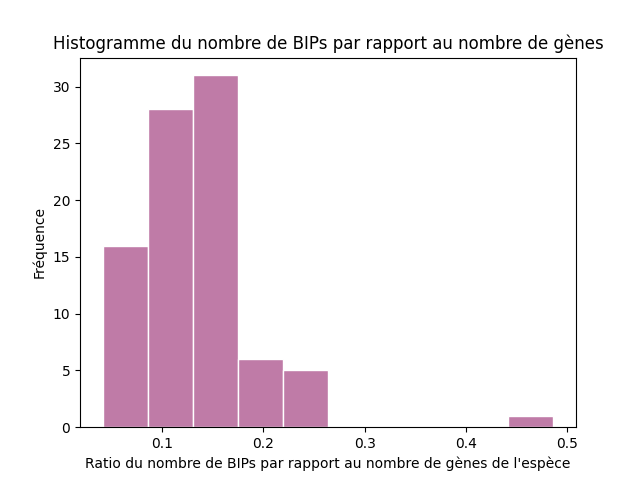 Histogramme du nombre de BIPs par rapport au nombre de gènes
30
25
20
15
10
5
0
Fréquence
0.1 0.2 0.3 0.4 0.5
Ratio du nombre de BIPs par rapport au nombre de gènes de l'espèce